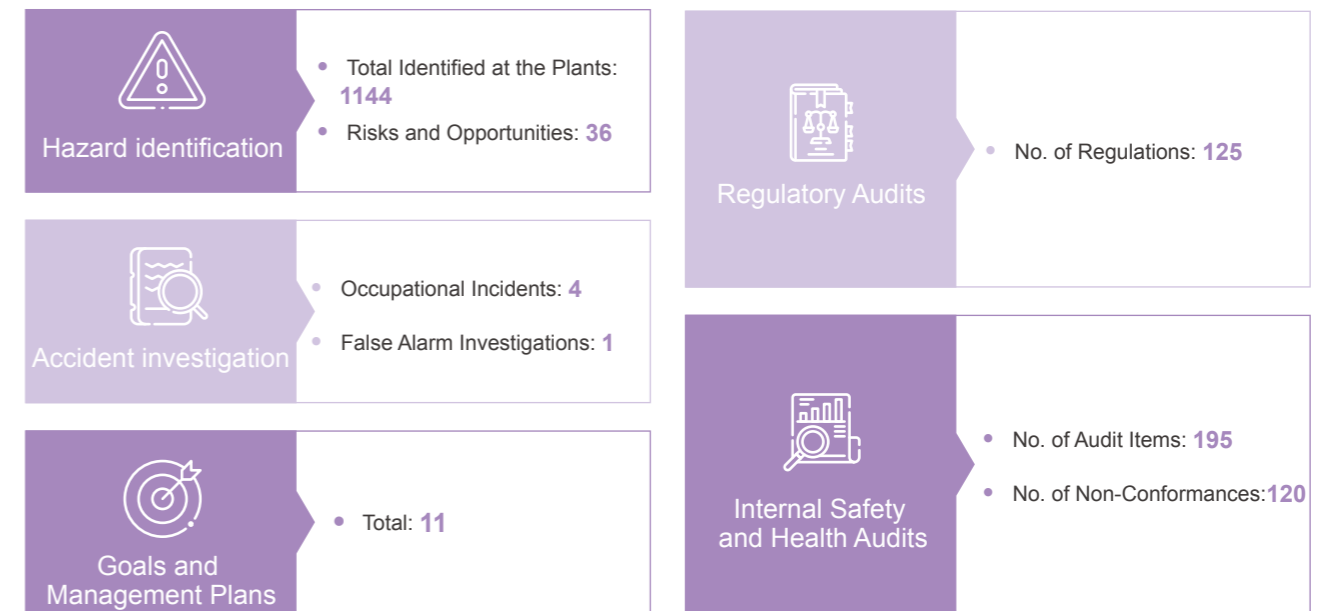 Hazard identification
• Total Identified at the Plants:
1144
• Risks and Opportunities: 36
Accident investigation
• Occupational Incidents: 4
• False Alarm Investigations: 1
Goals and
Management Plans
• Total: 11
Regulatory Audits
• No. of Regulations: 125
Internal Safety
and Health Audits
• No. of Audit Items: 195
• No. of Non-Conformances:120